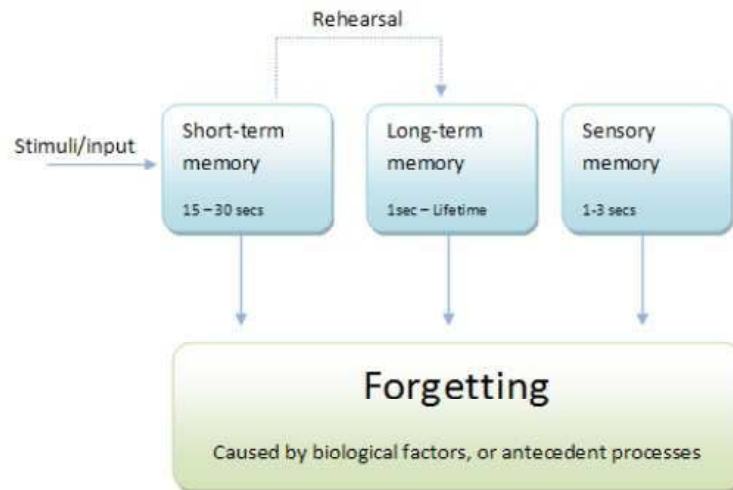 Rehearsal
Stimuli/input
Short-term
memory
15 – 30 secs
Long-term
memory
1sec – Lifetime
Sensory
memory
1-3 secs
Forgetting
Caused by biological factors, or antecedent processes